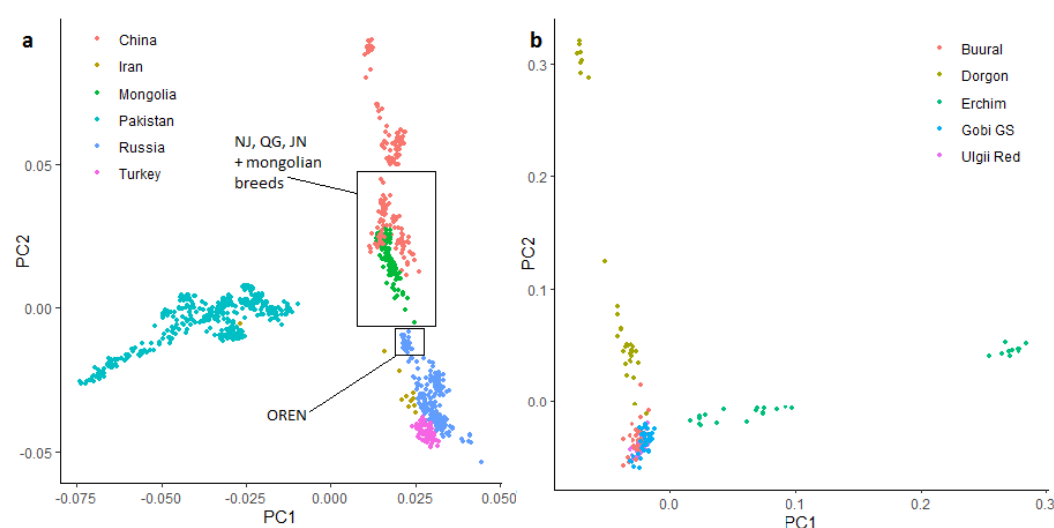 a
China
Iran
Mongolia
Pakistan
Russia
Turkey
NJ, QG, JN
+ mongolian
breeds
OREN
0.05
0.00
-0.05
PC2
-0.075
-0.050
-0.025
0.000
0.025
0.050
PC1
b
Buural
Dorgon
Erchim
Gobi GS
Ulgii Red
0.3
0.2
0.1
0.0
PC2
0.0
0.1
0.2
0.3
PC1